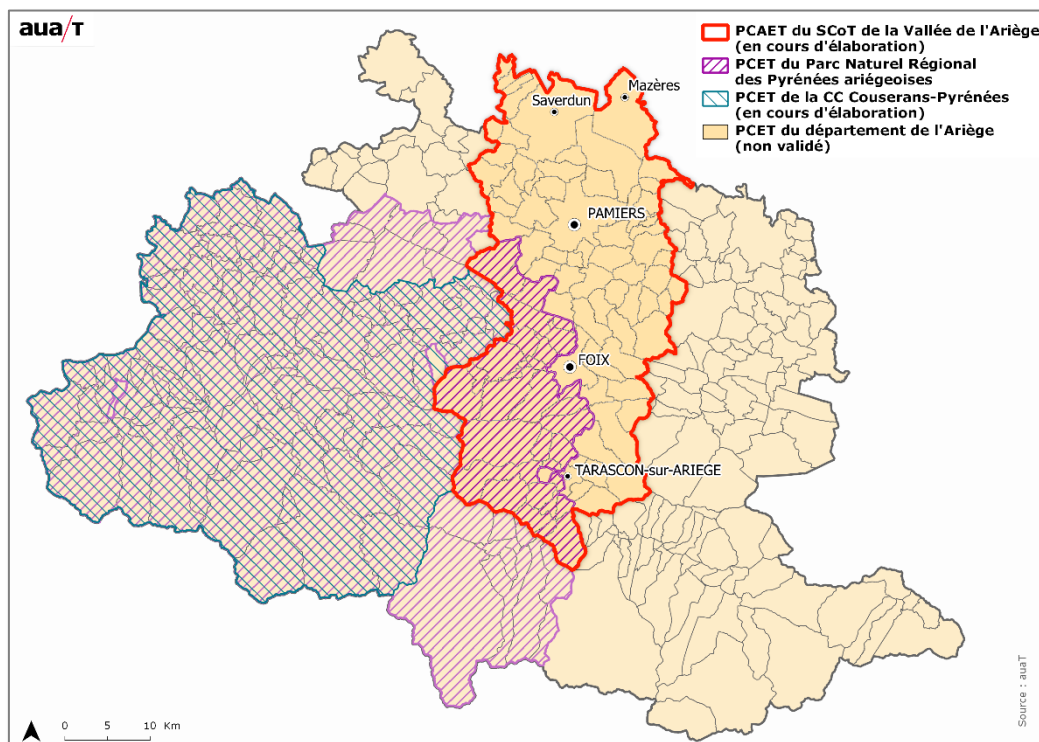 aua/T
PCAET du SCoT de la Vallée de l'Ariège
(en cours d'élaboration)
PCET du Parc Naturel Régional
des Pyrénées ariégeoises
PCET de la CC Couserans-Pyrénées
(en cours d'élaboration)
PCET du département de l'Ariège
(non validé)
Mazères
Saverdun
PAMIERS
FOIX
TARASCON-sur-ARIEGE
0 5 10 Km
Source : auaT